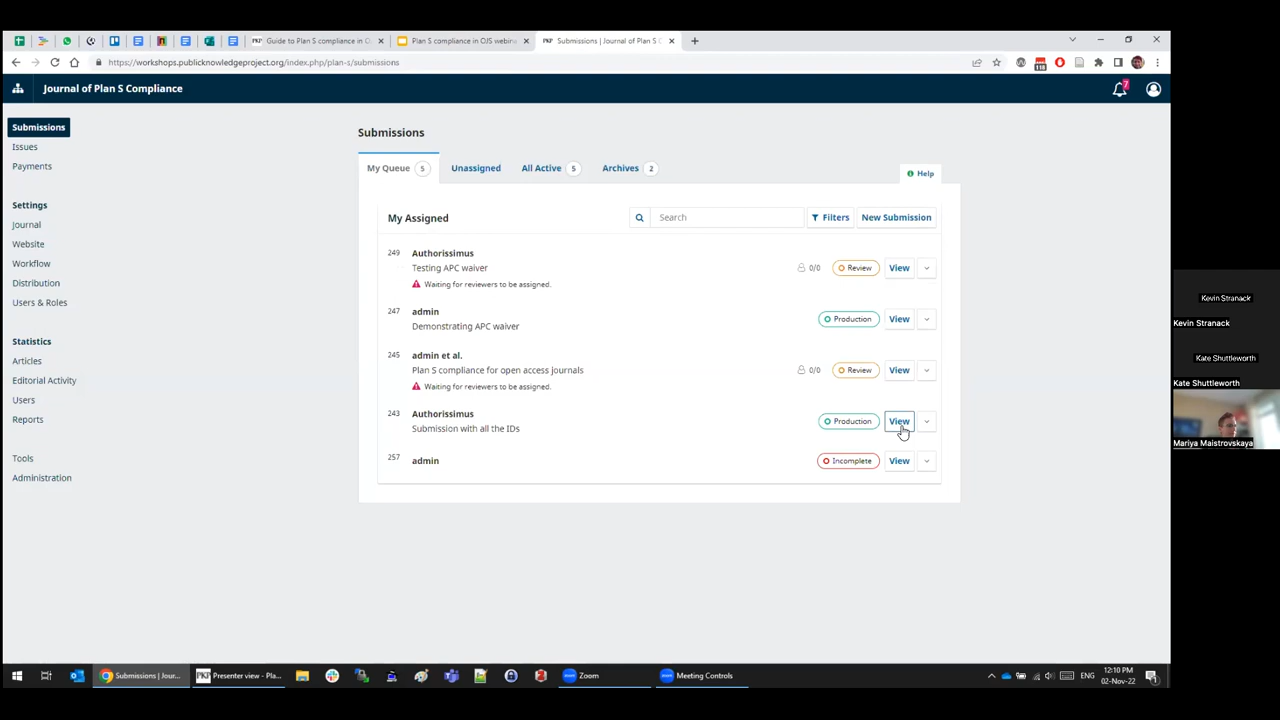 Guide to Plan S compliance in O
Plan S compliance in OJS webina
Submissions | Journal of Plan S C
https://workshops.publicknowledgeproject.org/index.php/plan-s/submissions
118
Journal of Plan S Compliance
7
Submissions
Issues
Payments
Settings
Journal
Website
Workflow
Distribution
Users & Roles
Statistics
Articles
Editorial Activity
Users
Reports
Tools
Administration
Submissions
My Queue 5
Unassigned
All Active 5
Archives 2
Help
My Assigned
Search
Filters
New Submission
249
Authorissimus
Testing APC waiver
Waiting for reviewers to be assigned.
0/0
Review
View
247
admin
Demonstrating APC waiver
Production
View
245
admin et al.
Plan S compliance for open access journals
Waiting for reviewers to be assigned.
0/0
Review
View
243
Authorissimus
Submission with all the IDs
Production
View
257
admin
Incomplete
View
Kevin Stranack
Kevin Stranack
Kate Shuttleworth
Kate Shuttleworth
Mariya Maistrovskaya
Submissions | Jour...
Presenter view - Pla...
Zoom
Meeting Controls
ENG
12:10 PM
02-Nov-22